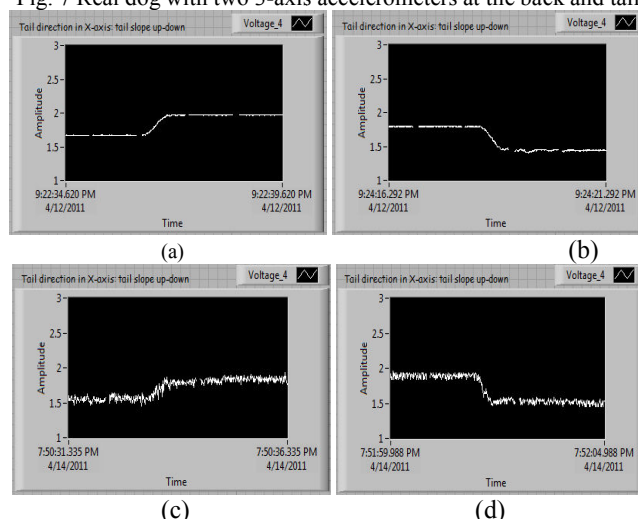 Fig. 7 Real dog with two 3-axis accelerometers at the back and tail
Tail direction in X-axis: tail slope up-down
Voltage_4
3-
2.5-
2-
1.5-
1-
Amplitude
9:22:34.620 PM
4/12/2011
9:22:39.620 PM
4/12/2011
Time
(a)
Tail direction in X-axis: tail slope up-down
Voltage_4
3-
2.5-
2-
1.5-
1-
Amplitude
9:24:16.292 PM
4/12/2011
9:24:21.292 PM
4/12/2011
Time
(b)
Tail direction in X-axis: tail slope up-down
Voltage_4
3-
2.5-
2-
1.5-
1-
Amplitude
7:50:31.335 PM
4/14/2011
7:50:36.335 PM
4/14/2011
Time
(c)
Tail direction in X-axis: tail slope up-down
Voltage_4
3-
2.5-
2-
1.5-
1-
Amplitude
7:51:59.988 PM
4/14/2011
7:52:04.988 PM
4/14/2011
Time
(d)